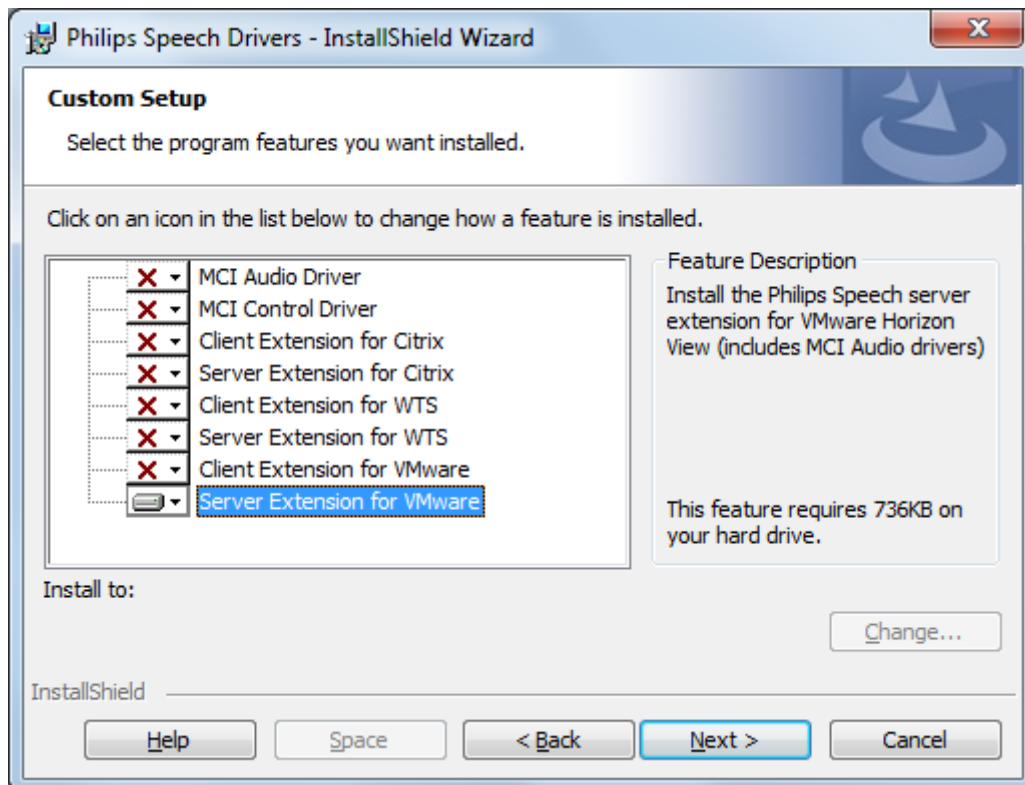 Philips Speech Drivers - InstallShield Wizard
Custom Setup
Select the program features you want installed.
Click on an icon in the list below to change how a feature is installed.
MCI Audio Driver
MCI Control Driver
Client Extension for Citrix
Server Extension for Citrix
Client Extension for WTS
Server Extension for WTS
Client Extension for VMware
Server Extension for VMware
Feature Description
Install the Philips Speech server
extension for VMware Horizon
View (includes MCI Audio drivers)
This feature requires 736KB on
your hard drive.
Install to:
Change...
InstallShield
Help
Space
< Back
Next >
Cancel